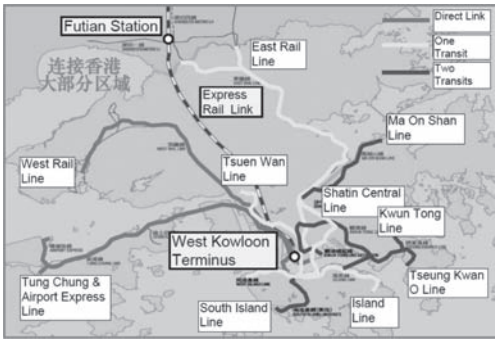 Futian Station
Direct Link
One
Transit
Two
Transits
East Rail
Line
连接香港
大部分区域
Express
Rail Link
Ma On Shan
Line
West Rail
Line
Tsuen Wan
Line
Shatin Central
Line
Kwun Tong
Line
West Kowloon
Terminus
Tseung Kwan
O Line
Tung Chung &
Airport Express
Line
South Island
Line
Island
Line